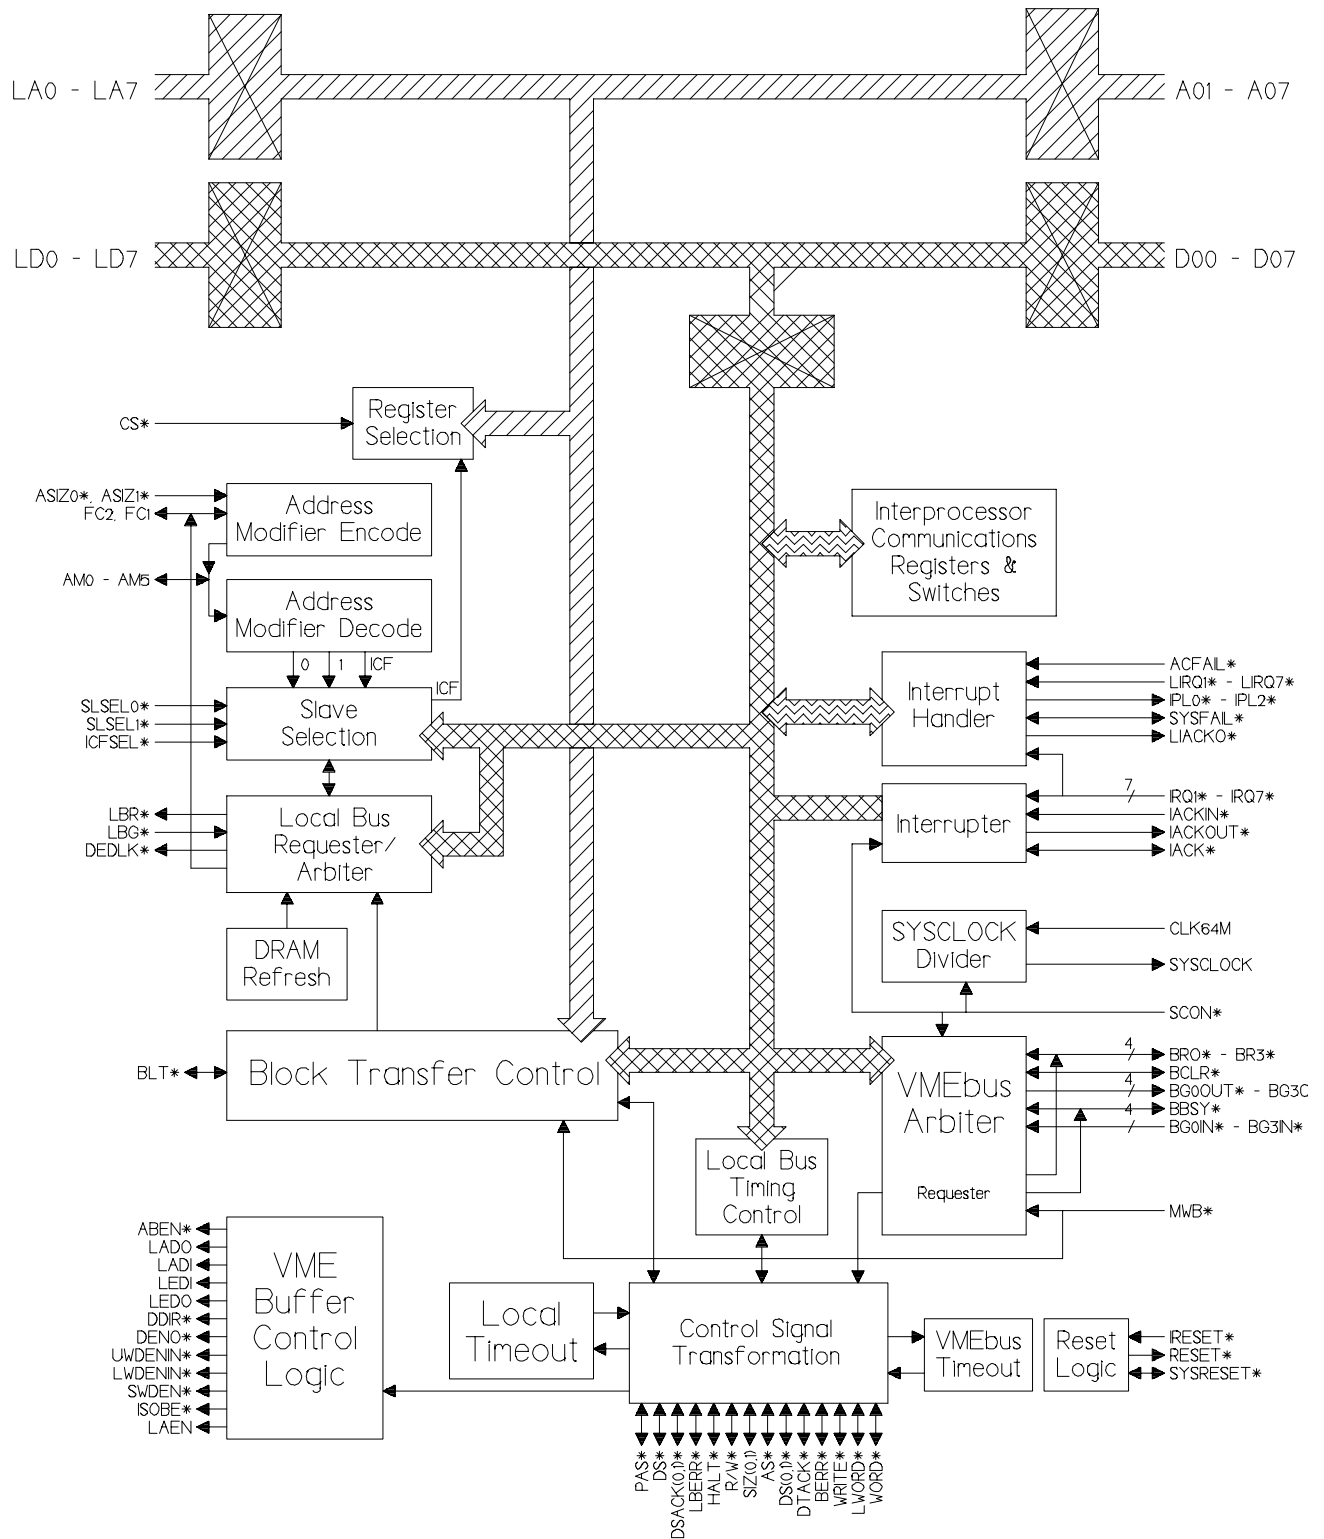 LA0 - LA7
A01 - A07
LD0 - LD7
D00 - D07
Register
Selection
CS*
ASIZ0*, ASIZ1*
FC2, FC1
Address
Modifier Encode
AM0 - AM5
Address
Modifier Decode
0
1
ICF
ICF
SLSEL0*
SLSEL1*
ICFSEL*
Slave
Selection
LBR*
LBG*
DEDLK*
Local Bus
Requester/
Arbiter
DRAM
Refresh
BLT*
Block Transfer Control
Interprocessor
Communications
Registers &
Switches
Interrupt
Handler
ACFAIL*
LIRQ1* - LIRQ7*
IPL0* - IPL2*
SYSFAIL*
LIACKO*
Interrupter
7
IRQ1* - IRQ7*
IACKIN*
IACKOUT*
IACK*
SYSCLOCK
Divider
CLK64M
SYSCLOCK
SCON*
VMEbus
Arbiter
Requester
4
BR0* - BR3*
BCLR*
4
BG0OUT* - BG3O
4
BBSY*
BG0IN* - BG3IN*
MWB*
Local Bus
Timing
Control
ABEN*
LADO
LADI
LEDI
LEDO
DDIR*
DENO*
UWDENIN*
LWDENIN*
SWDEN*
ISOBE*
LAEN
VME
Buffer
Control
Logic
Local
Timeout
Control Signal
Transformation
VMEbus
Timeout
Reset
Logic
IRESET*
RESET*
SYSRESET*
PAS*
DS*
DSACK(0,1)*
LBERR*
HALT*
R/W*
SIZ(0,1)
AS*
DS(0,1)*
DTACK*
BERR*
WRITE*
LWORD*
WORD*